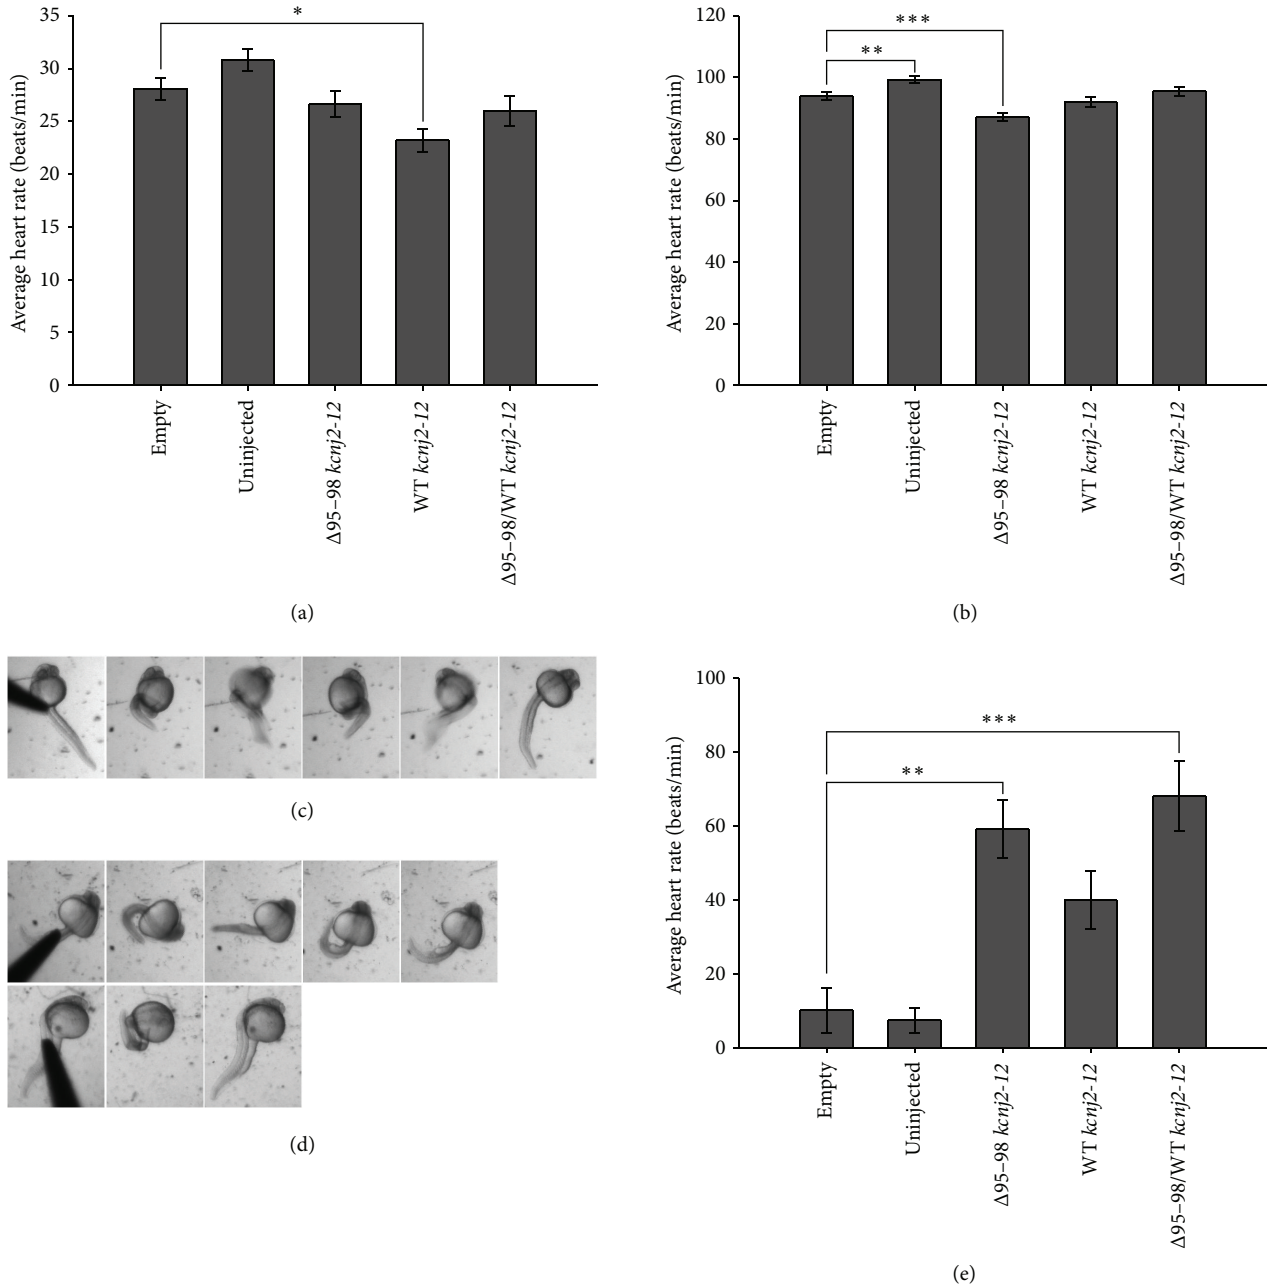 35
30
25
20
15
10
5
0
Average heart rate (beats/min)
*
Empty
Uninjected
Δ95–98 kcnj2-12
WT kcnj2-12
Δ95–98/WT kcnj2-12
(a)
120
100
80
60
40
20
0
Average heart rate (beats/min)
***
**
Empty
Uninjected
Δ95–98 kcnj2-12
WT kcnj2-12
Δ95–98/WT kcnj2-12
(b)
(c)
(d)
100
80
60
40
20
0
Average heart rate (beats/min)
***
**
Empty
Uninjected
Δ95–98 kcnj2-12
WT kcnj2-12
Δ95–98/WT kcnj2-12
(e)